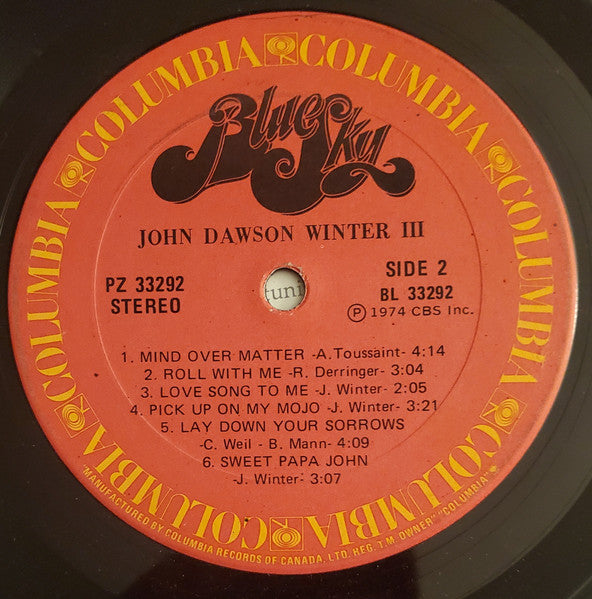 COLUMBIA COLUMBIA COLUMBIA COLUMBIA COLUMBIA COLUMBIA
Blue Sky
JOHN DAWSON WINTER III
PZ 33292
STEREO
tuni
SIDE 2
BL 33292
Ⓟ 1974 CBS Inc.
1. MIND OVER MATTER -A. Toussaint- 4:14
2. ROLL WITH ME -R. Derringer- 3:04
3. LOVE SONG TO ME -J. Winter- 2:05
4. PICK UP ON MY MOJO -J. Winter- 3:21
5. LAY DOWN YOUR SORROWS
-C. Weil - B. Mann- 4:09
6. SWEET PAPA JOHN
-J. Winter- 3:07
"MANUFACTURED BY COLUMBIA RECORDS OF CANADA, LTD. REG. T.M. OWNER" "COLUMBIA"